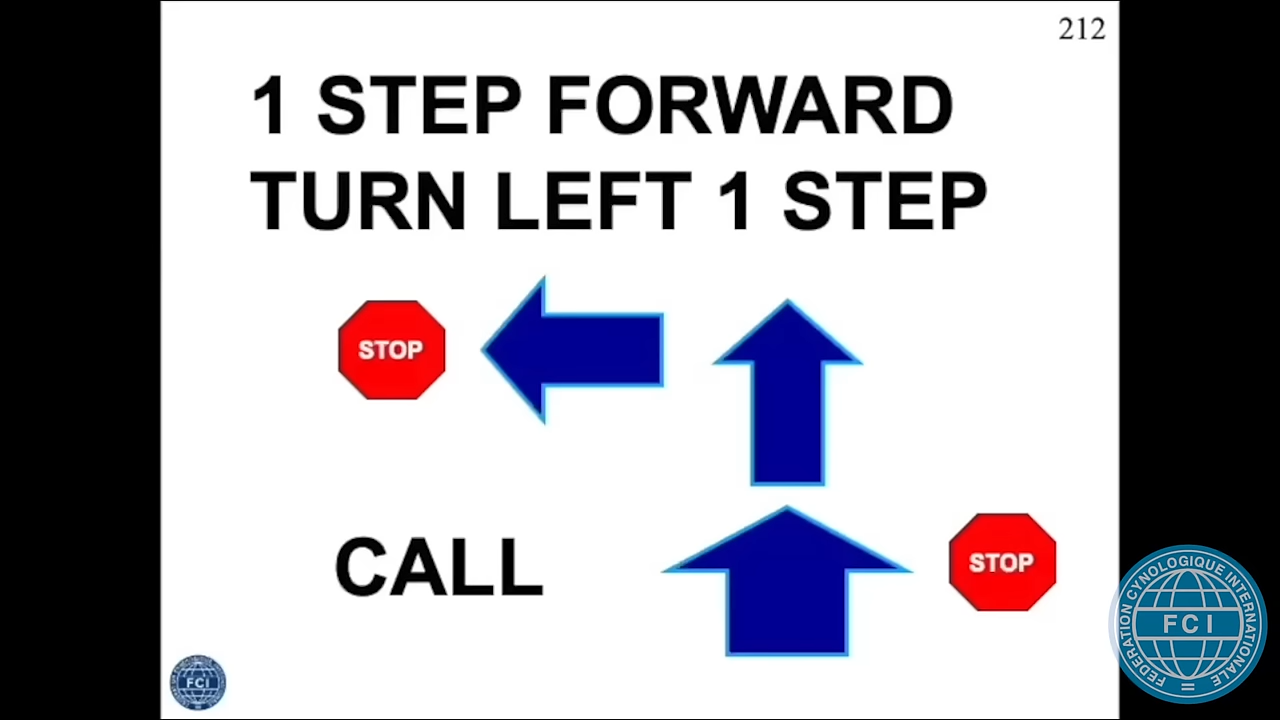 212
1 STEP FORWARD
TURN LEFT 1 STEP
STOP
CALL
STOP
FCI
FEDERATION CYNOLOGIQUE INTERNATIONALE
FCI